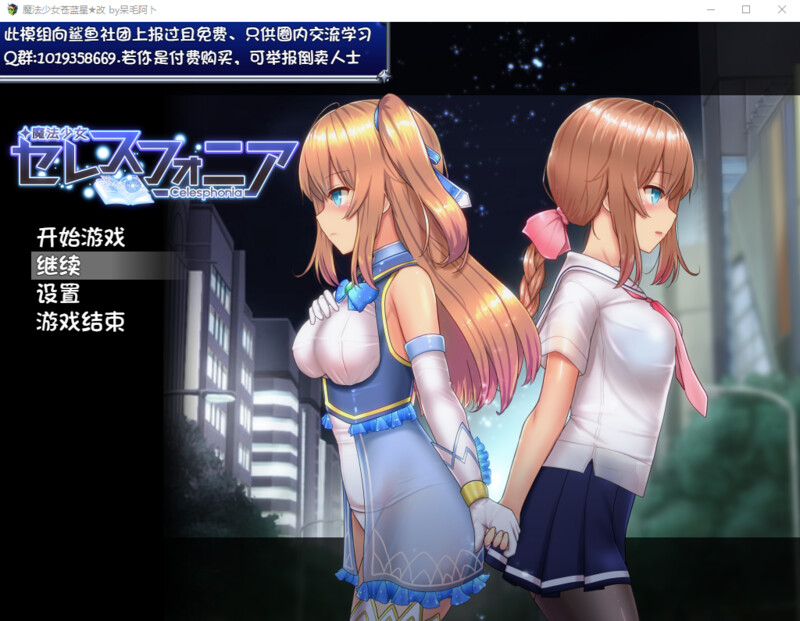 魔法少女苍蓝星★改 by呆毛阿卜
此模组向鲨鱼社团上报过且免费、只供圈内交流学习
Q群:1019358669.若你是付费购买，可举报倒卖人士
魔法少女
セレスフォニア
Celesphonia
开始游戏
继续
设置
游戏结束